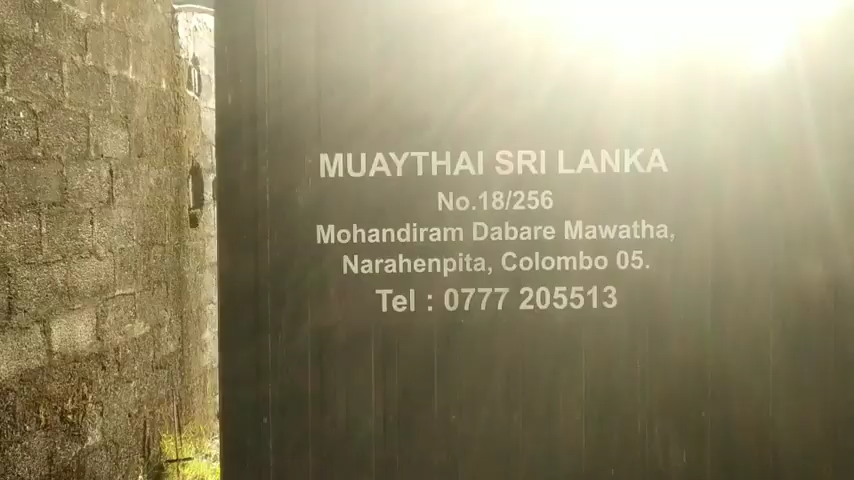 MUAYTHAI SRI LANKA
No.18/256
Mohandiram Dabare Mawatha,
Narahenpita, Colombo 05.
Tel : 0777 205513